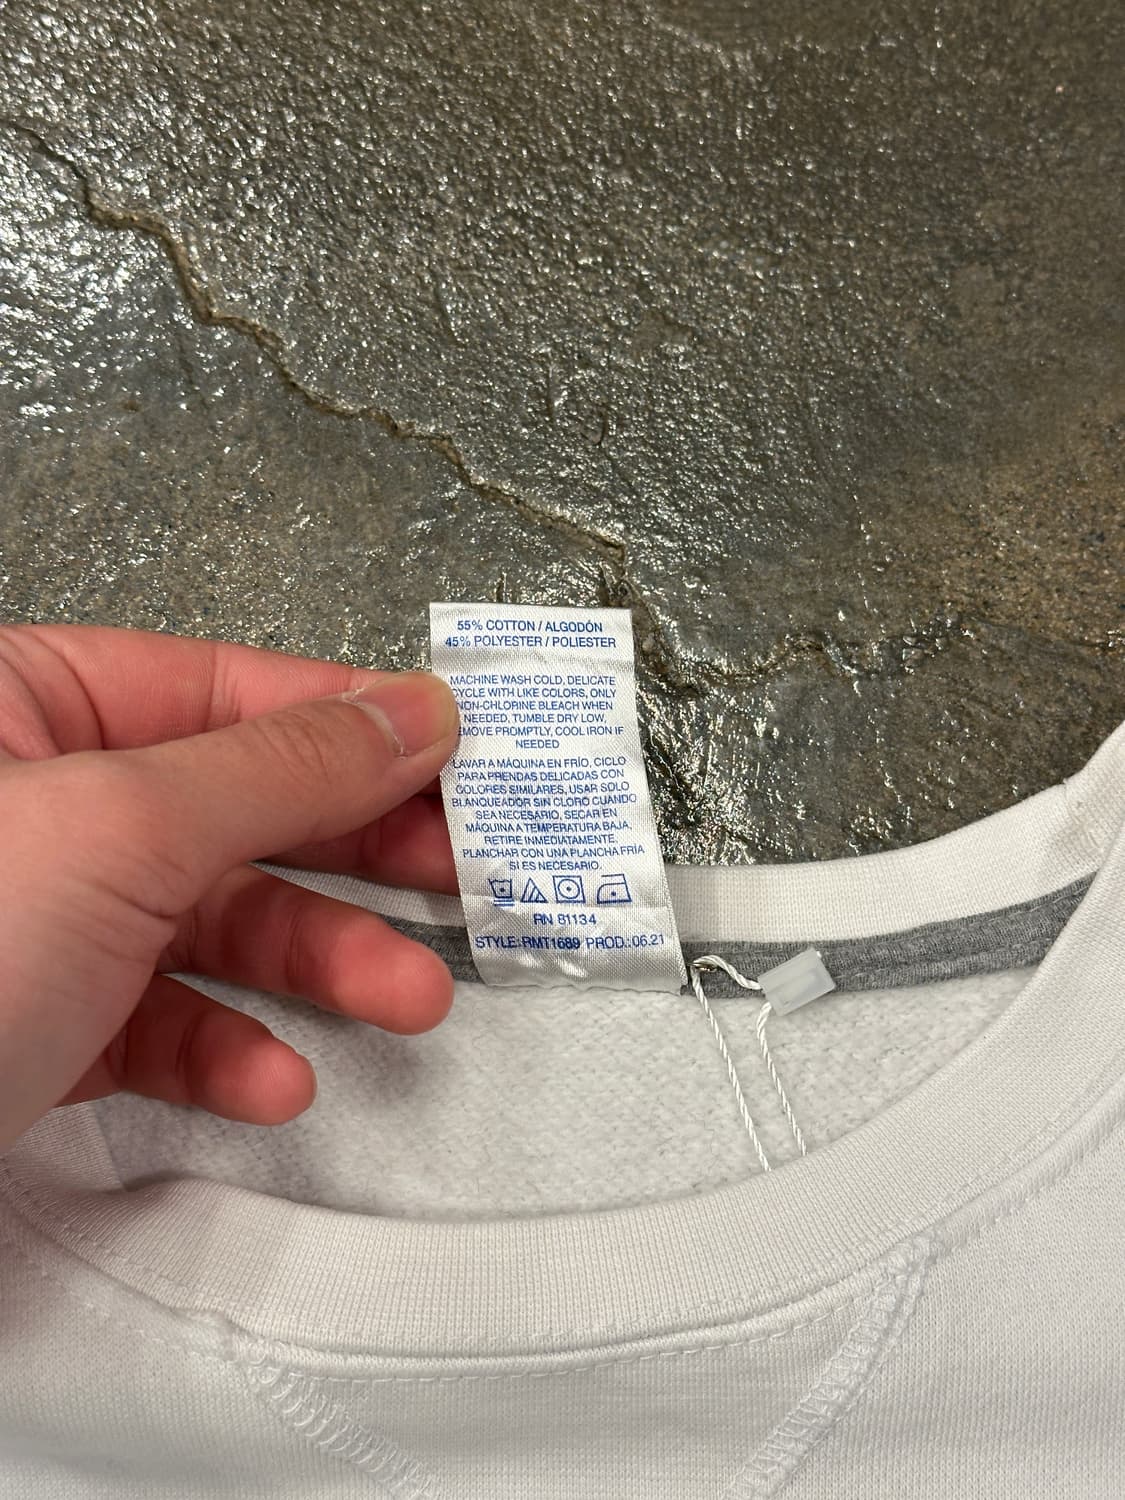 55% COTTON / ALGODÓN
45% POLYESTER / POLIESTER
MACHINE WASH COLD, DELICATE
CYCLE WITH LIKE COLORS, ONLY
NON-CHLORINE BLEACH WHEN
NEEDED, TUMBLE DRY LOW,
EMOVE PROMPTLY, COOL IRON IF
NEEDED
LAVAR A MÁQUINA EN FRÍO, CICLO
PARA PRENDAS DELICADAS CON
COLORES SIMILARES, USAR SOLO
BLANQUEADOR SIN CLORO CUANDO
SEA NECESARIO, SECAR EN
MÁQUINA A TEMPERATURA BAJA,
RETIRE INMEDIATAMENTE,
PLANCHAR CON UNA PLANCHA FRÍA
SI ES NECESARIO.
RN 81134
STYLE: RMT1689 PROD.: 06.21